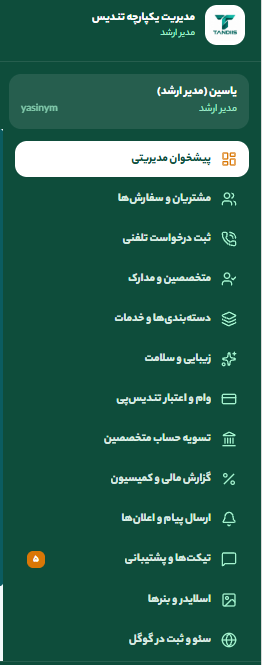 مدیریت یکپارچه تندیس
مدیر ارشد
TANDIS
یاسین (مدیر ارشد)
مدیر ارشد
yasinym
پیشخوان مدیریتی
مشتریان و سفارش‌ها
ثبت درخواست تلفنی
متخصصین و مدارک
دسته‌بندی‌ها و خدمات
زیبایی و سلامت
وام و اعتبار تندیس‌پی
تسویه حساب متخصصین
گزارش مالی و کمیسیون
ارسال پیام و اعلان‌ها
تیکت‌ها و پشتیبانی
۵
اسلایدر و بنرها
سئو و ثبت در گوگل